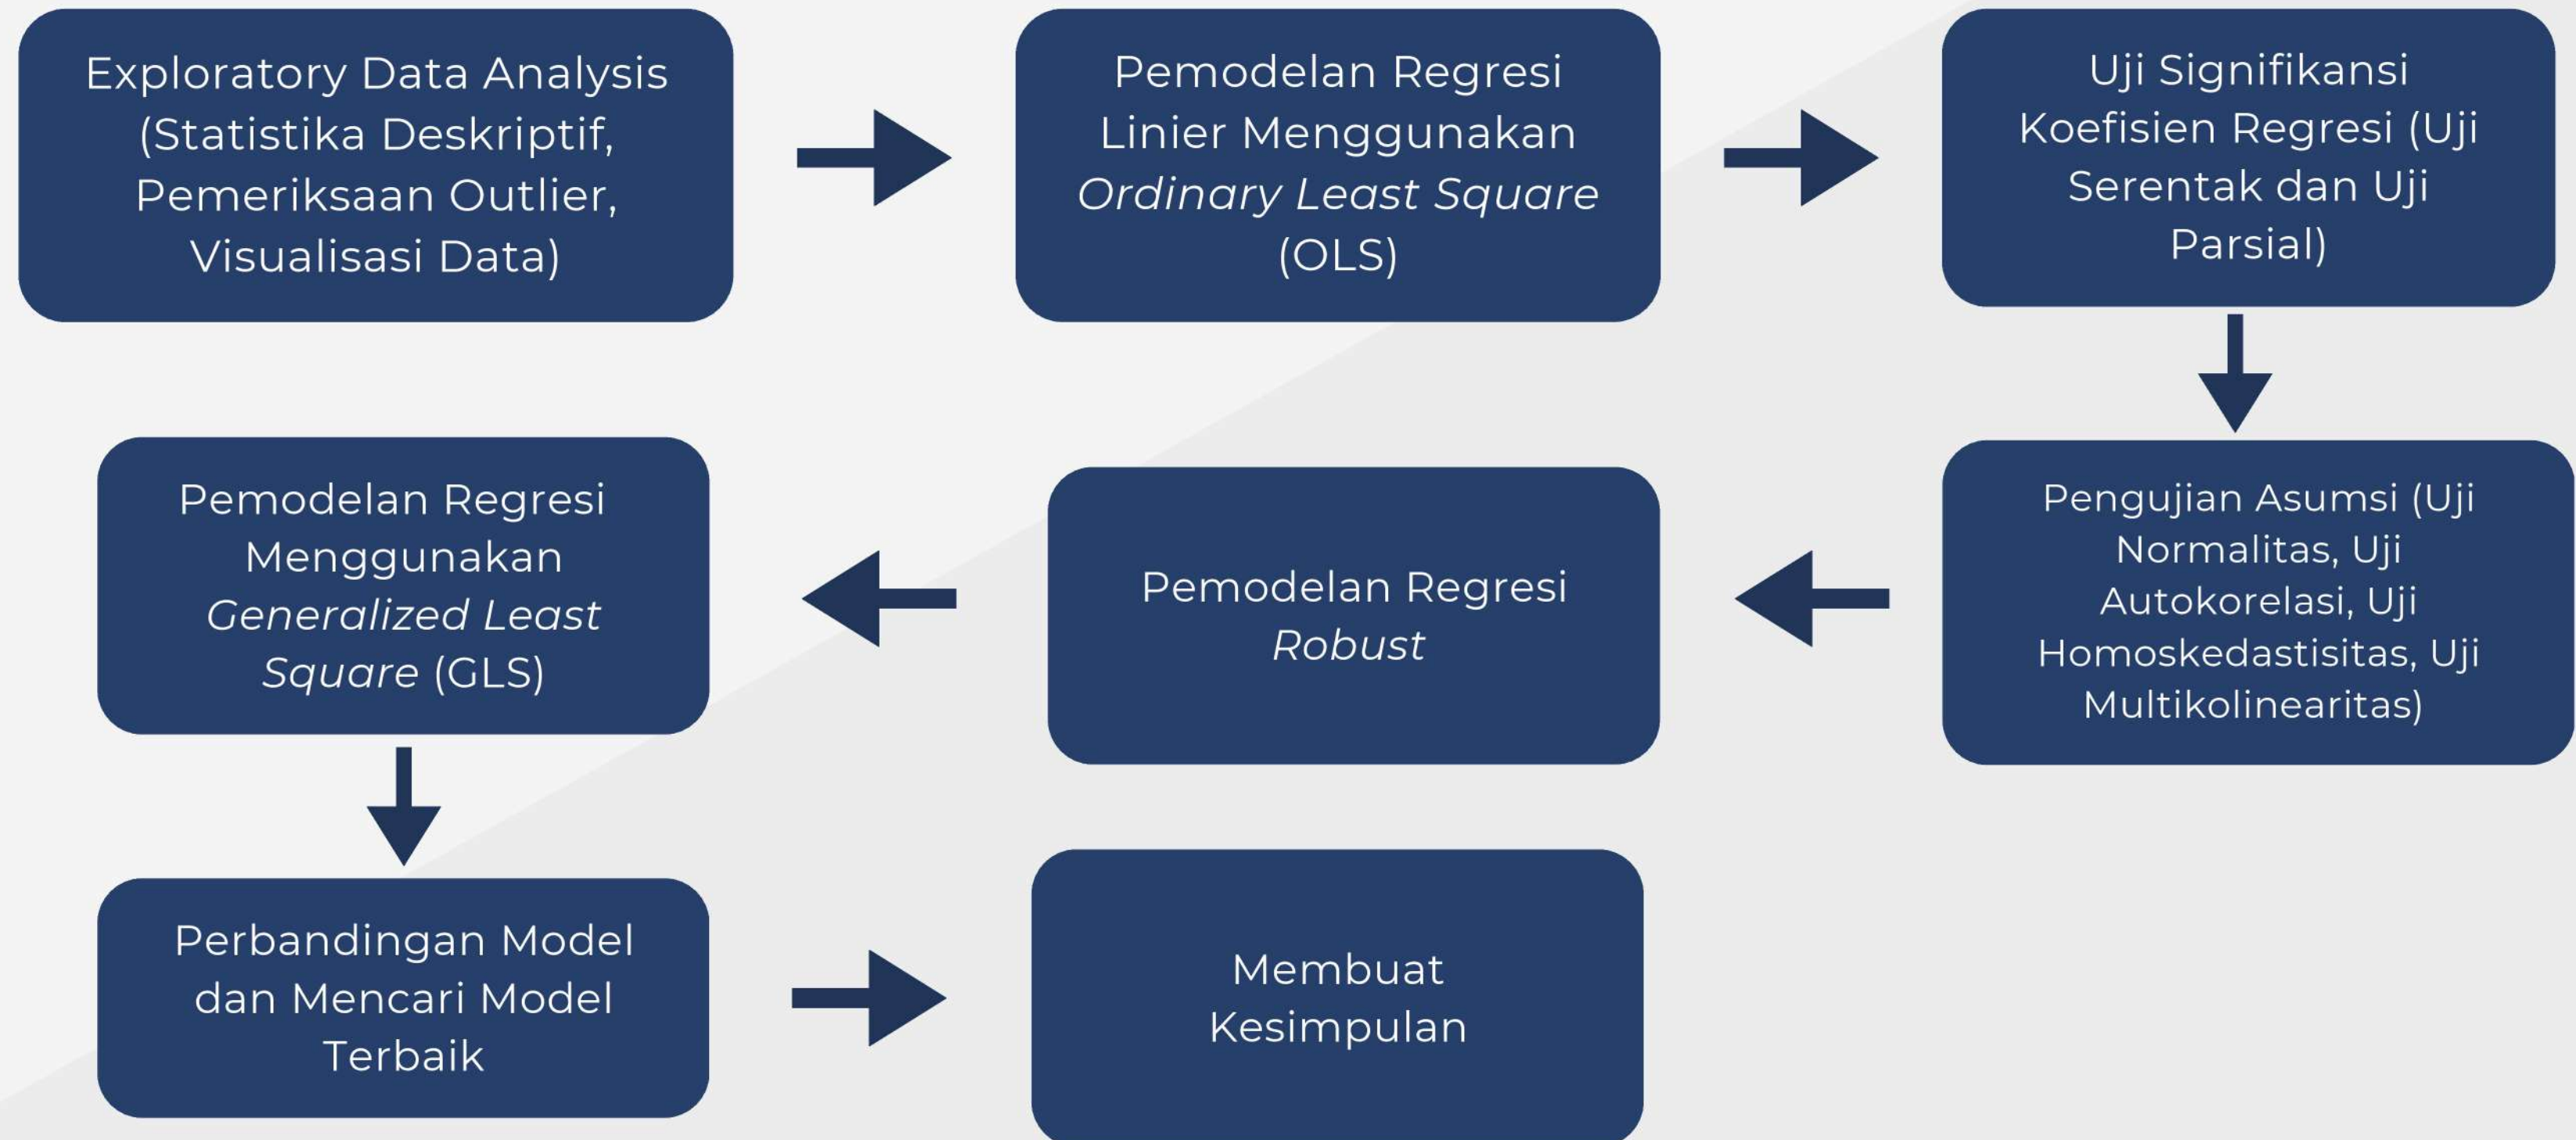 Exploratory Data Analysis
(Statistika Deskriptif,
Pemeriksaan Outlier,
Visualisasi Data)
Pemodelan Regresi
Linier Menggunakan
Ordinary Least Square
(OLS)
Uji Signifikansi
Koefisien Regresi (Uji
Serentak dan Uji
Parsial)
Pengujian Asumsi (Uji
Normalitas, Uji
Autokorelasi, Uji
Homoskedastisitas, Uji
Multikolinearitas)
Pemodelan Regresi
Robust
Pemodelan Regresi
Menggunakan
Generalized Least
Square (GLS)
Perbandingan Model
dan Mencari Model
Terbaik
Membuat
Kesimpulan